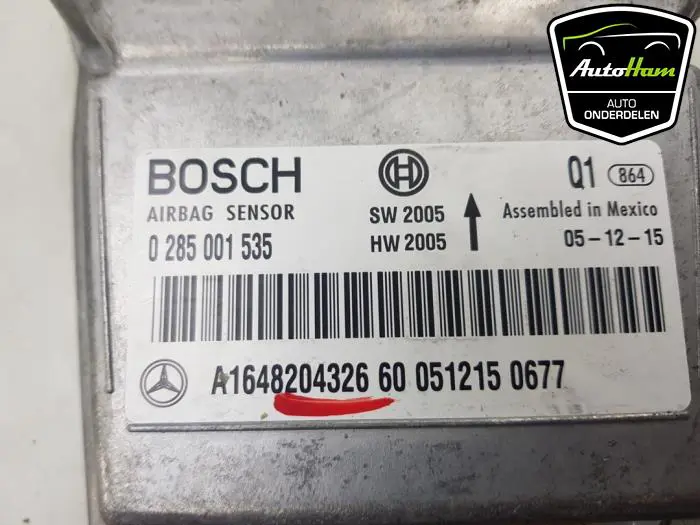 AutoHam
AUTO
ONDERDELEN
BOSCH
AIRBAG SENSOR
0 285 001 535
SW 2005
HW 2005
Q1 864
Assembled in Mexico
05-12-15
A1648204326 60 051215 0677